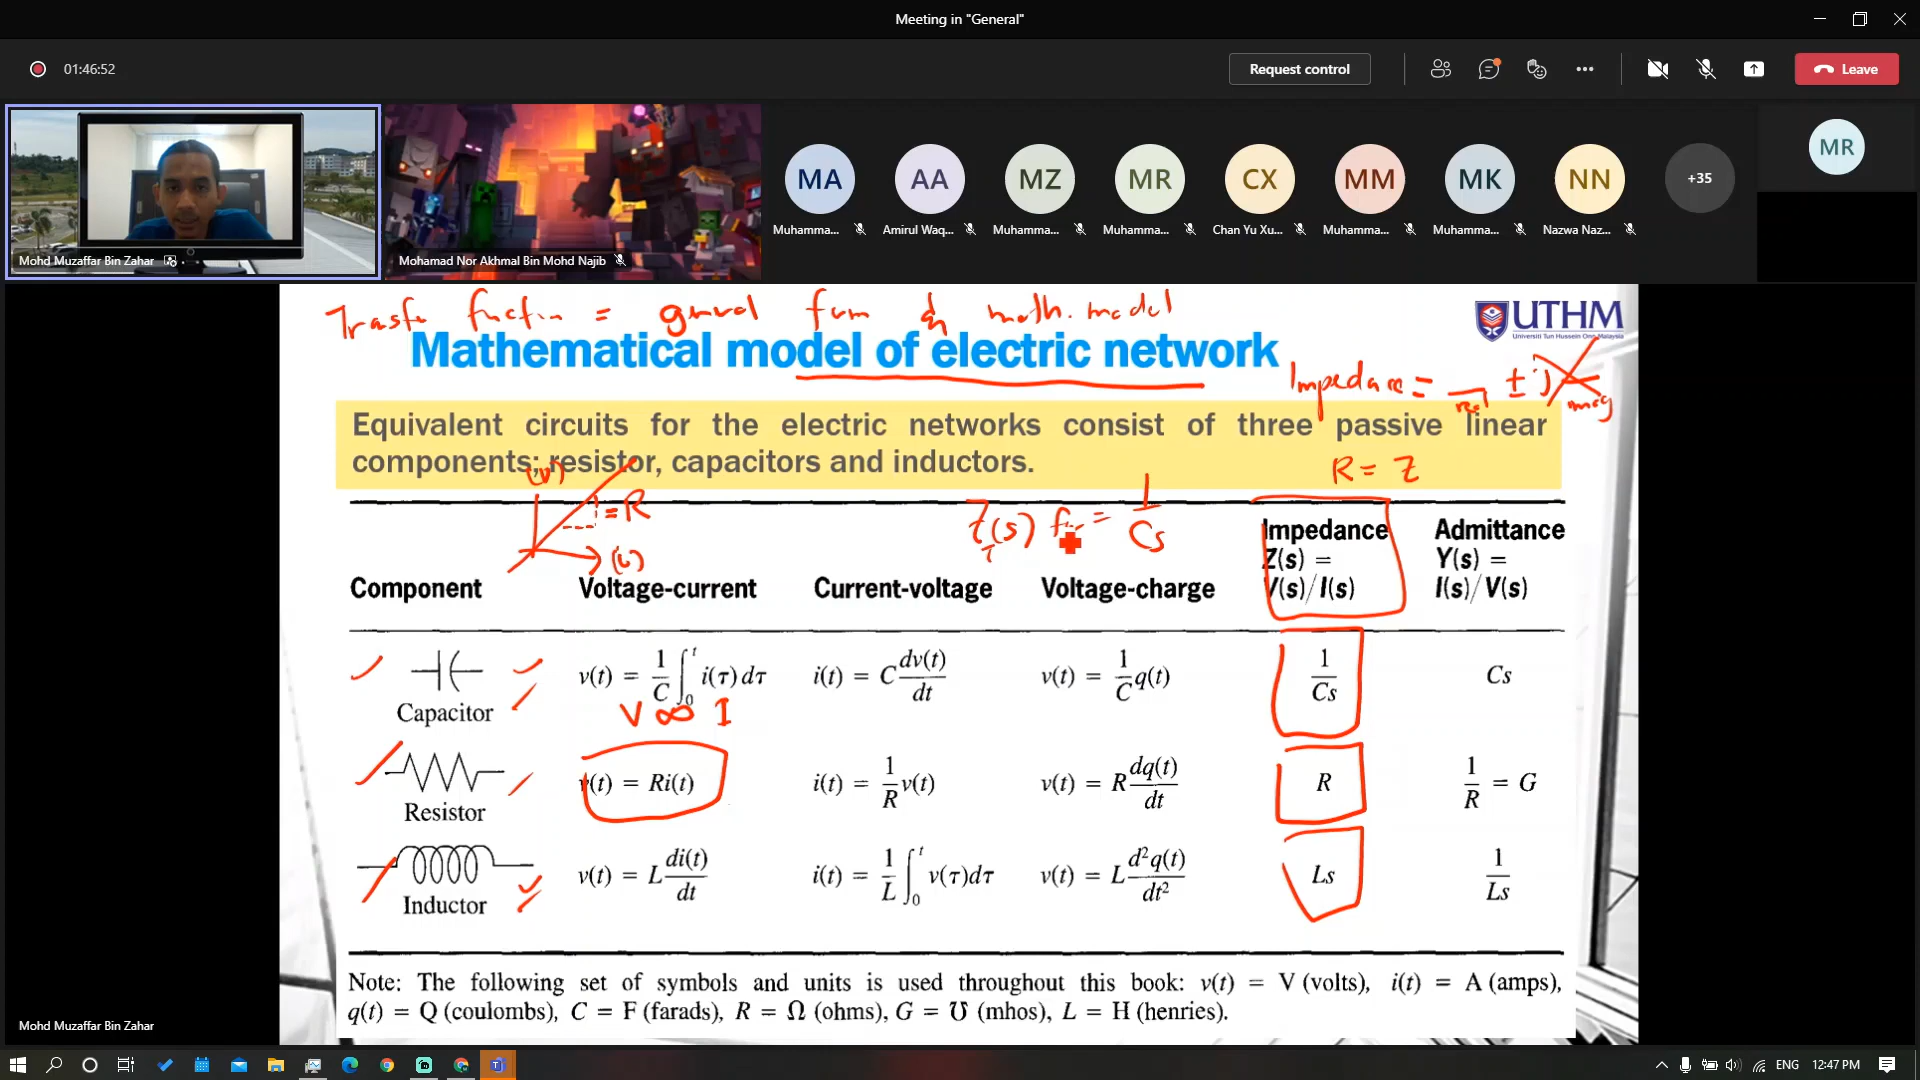 Meeting in "General"
01:46:52
Request control
Leave
Mohd Muzaffar Bin Zahar
Mohamad Nor Akhmal Bin Mohd Najib
MA
Muhamma...
AA
Amirul Waq...
MZ
Muhamma...
MR
Muhamma...
CX
Chan Yu Xu...
MM
Muhamma...
MK
Muhamma...
NN
Nazwa Naz...
+35
MR
= form math. model
UTHM
Universiti Tun Hussein Onn Malaysia
Mathematical model of electric network
Impedance = ± j
Equivalent circuits for the electric networks consist of three passive linear
components; resistor, capacitors and inductors.
R = Z
(v)
= R
(i)
Z(s) = 1/Cs
Component Voltage-current Current-voltage Voltage-charge Impedance Z(s) = V(s)/I(s) Admittance Y(s) = I(s)/V(s)
Capacitor v(t) = 1/C ∫₀ᵗ i(τ)dτ i(t) = C dv(t)/dt v(t) = 1/C q(t) 1/Cs Cs
V ∞ I
Resistor v(t) = Ri(t) i(t) = 1/R v(t) v(t) = R dq(t)/dt R 1/R = G
Inductor v(t) = L di(t)/dt i(t) = 1/L ∫₀ᵗ v(τ)dτ v(t) = L d²q(t)/dt² Ls 1/Ls
Note: The following set of symbols and units is used throughout this book: v(t) = V (volts), i(t) = A (amps),
q(t) = Q (coulombs), C = F (farads), R = Ω (ohms), G = ℧ (mhos), L = H (henries).
Mohd Muzaffar Bin Zahar
ENG
12:47 PM